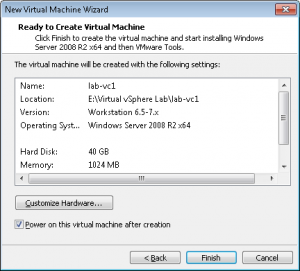 New Virtual Machine Wizard
Ready to Create Virtual Machine
Click Finish to create the virtual machine and start installing Windows
Server 2008 R2 x64 and then VMware Tools.
The virtual machine will be created with the following settings:
Name: lab-vc1
Location: E:\Virtual vSphere Lab\lab-vc1
Version: Workstation 6.5-7.x
Operating Syst... Windows Server 2008 R2 x64
Hard Disk: 40 GB
Memory: 1024 MB
Customize Hardware...
Power on this virtual machine after creation
< Back Finish Cancel